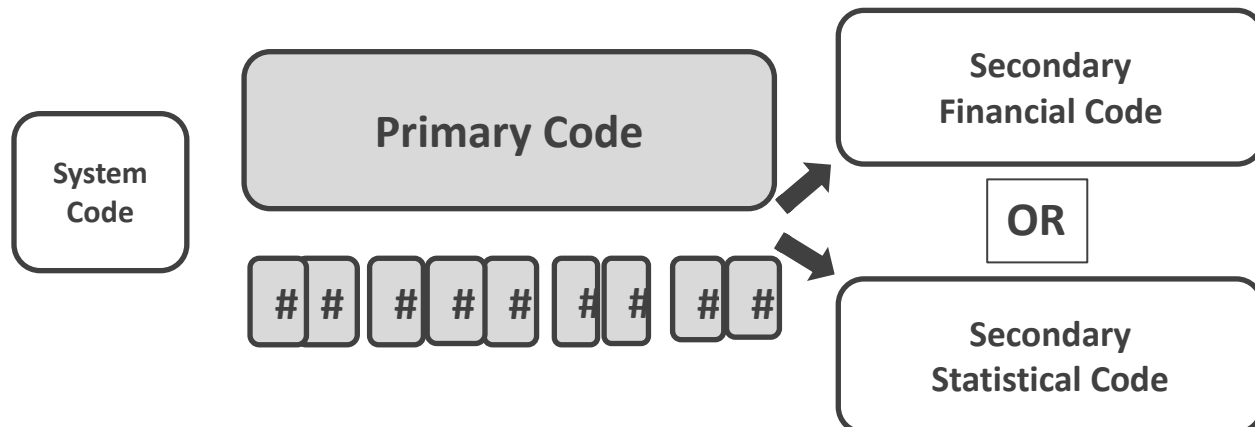 System
Code
Primary Code
# # # # # # # # #
Secondary
Financial Code
OR
Secondary
Statistical Code